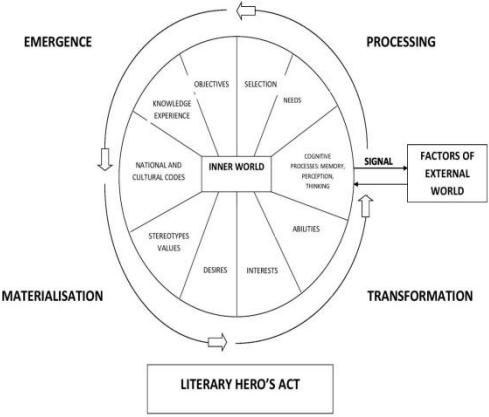 EMERGENCE
PROCESSING
OBJECTIVES
SELECTION
NEEDS
KNOWLEDGE
EXPERIENCE
NATIONAL AND
CULTURAL CODES
INNER WORLD
COGNITIVE
PROCESSES: MEMORY,
PERCEPTION,
THINKING
SIGNAL
FACTORS OF
EXTERNAL
WORLD
STEREOTYPES
VALUES
ABILITIES
DESIRES
INTERESTS
MATERIALISATION
TRANSFORMATION
LITERARY HERO'S ACT